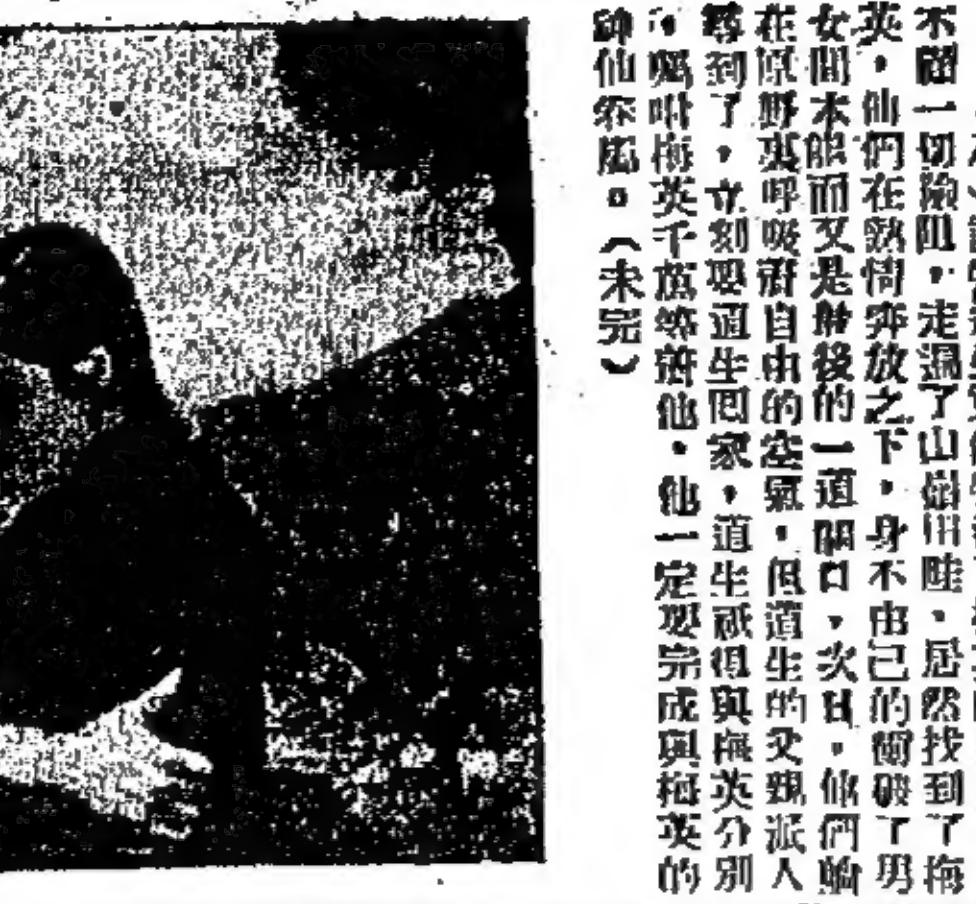 不顧一切險阻,走過了山嶺川陸,居然找到了梅
英,他們在熱情奔放之下,身不由已的衝破了男
女間本能而又是最後的一道關口,次日,他們躺
在原野裏呼吸着自由的空氣,但道生的父親派人
尋到了,立刻要道生回家,道生祇得與梅英分別
,囑咐梅英千萬等着他,他一定要完成與梅英的
神仙眷屬。(未完)